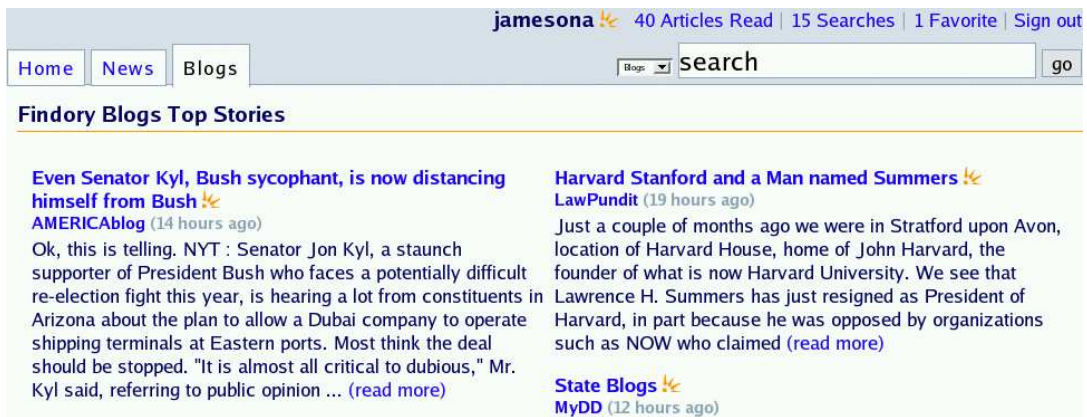 jamesona 40 Articles Read | 15 Searches | 1 Favorite | Sign out
Home News Blogs
Blogs search go
Findory Blogs Top Stories
Even Senator Kyl, Bush sycophant, is now distancing
himself from Bush
AMERICAblog (14 hours ago)
Ok, this is telling. NYT : Senator Jon Kyl, a staunch
supporter of President Bush who faces a potentially difficult
re-election fight this year, is hearing a lot from constituents in
Arizona about the plan to allow a Dubai company to operate
shipping terminals at Eastern ports. Most think the deal
should be stopped. "It is almost all critical to dubious," Mr.
Kyl said, referring to public opinion ... (read more)
Harvard Stanford and a Man named Summers
LawPundit (19 hours ago)
Just a couple of months ago we were in Stratford upon Avon,
location of Harvard House, home of John Harvard, the
founder of what is now Harvard University. We see that
Lawrence H. Summers has just resigned as President of
Harvard, in part because he was opposed by organizations
such as NOW who claimed (read more)
State Blogs
MyDD (12 hours ago)